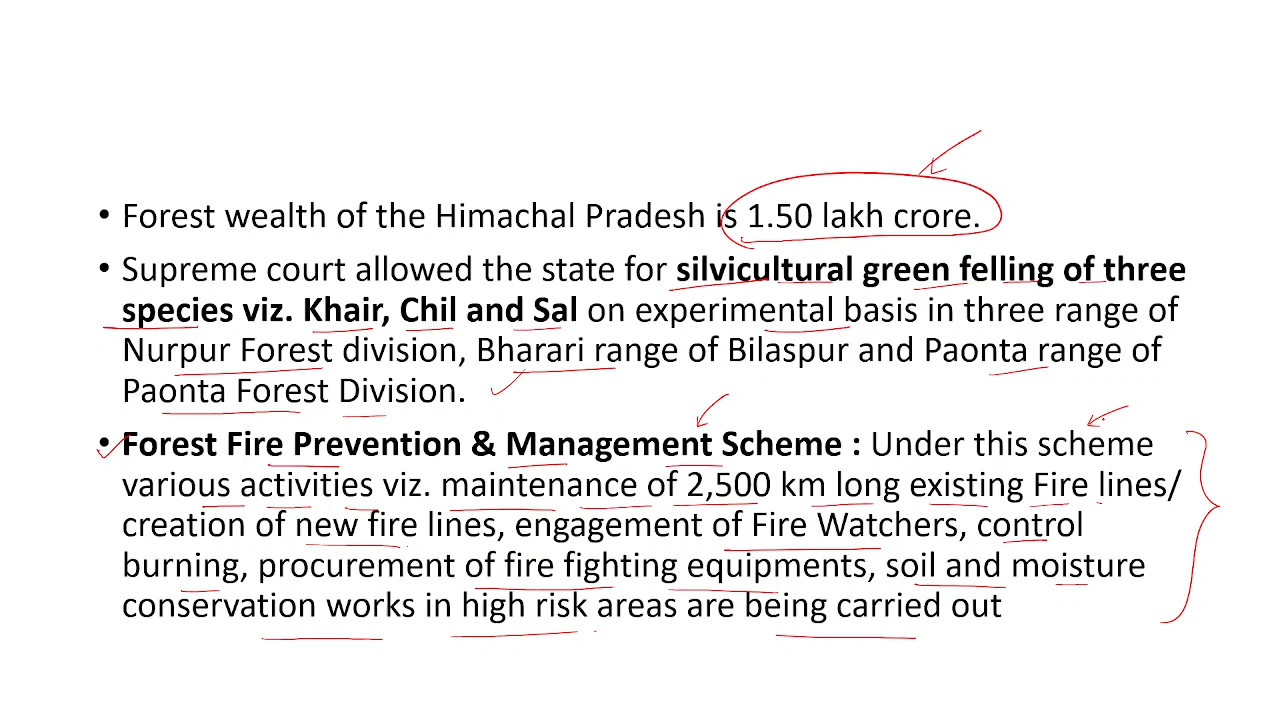 • Forest wealth of the Himachal Pradesh is 1.50 lakh crore.
• Supreme court allowed the state for silvicultural green felling of three
species viz. Khair, Chil and Sal on experimental basis in three range of
Nurpur Forest division, Bharari range of Bilaspur and Paonta range of
Paonta Forest Division.
• Forest Fire Prevention & Management Scheme : Under this scheme
various activities viz. maintenance of 2,500 km long existing Fire lines/
creation of new fire lines, engagement of Fire Watchers, control
burning, procurement of fire fighting equipments, soil and moisture
conservation works in high risk areas are being carried out